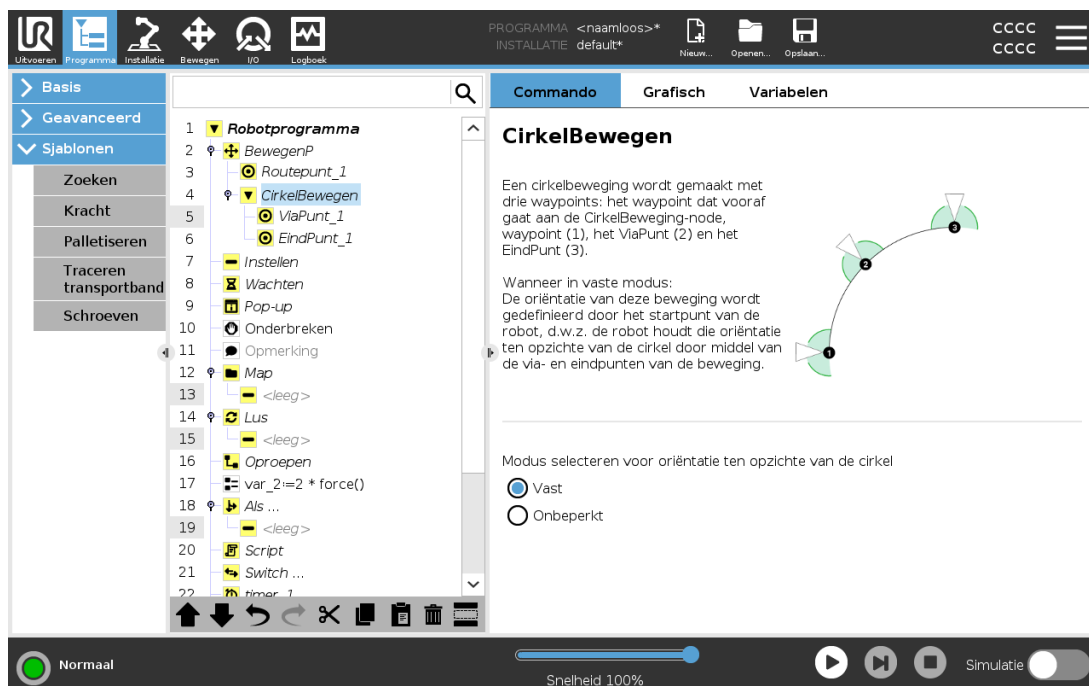 UR
Uitvoeren
Programma
Installatie
Bewegen
I/O
Logboek
PROGRAMMA <naamloos>*
INSTALLATIE default*
Nieuw...
Openen...
Opslaan...
CCCC
CCCC
Basis
Geavanceerd
Sjablonen
Zoeken
Kracht
Palletiseren
Traceren
transportband
Schroeven
1 Robotprogramma
2 BewegenP
3 Routepunt_1
4 CirkelBewegen
5 ViaPunt_1
6 EindPunt_1
7 Instellen
8 Wachten
9 Pop-up
10 Onderbreken
11 Opmerking
12 Map
13 <leeg>
14 Lus
15 <leeg>
16 Oproepen
17 var_2:=2 * force()
18 Als ...
19 <leeg>
20 Script
21 Switch ...
22 timer_1
Commando
Grafisch
Variabelen
CirkelBewegen
Een cirkelbeweging wordt gemaakt met
drie waypoints: het waypoint dat vooraf
gaat aan de CirkelBeweging-node,
waypoint (1), het ViaPunt (2) en het
EindPunt (3).
Wanneer in vaste modus:
De oriëntatie van deze beweging wordt
gedefinieerd door het startpunt van de
robot, d.w.z. de robot houdt die oriëntatie
ten opzichte van de cirkel door middel van
de via- en eindpunten van de beweging.
3
2
1
Modus selecteren voor oriëntatie ten opzichte van de cirkel
Vast
Onbeperkt
Normaal
Snelheid 100%
Simulatie